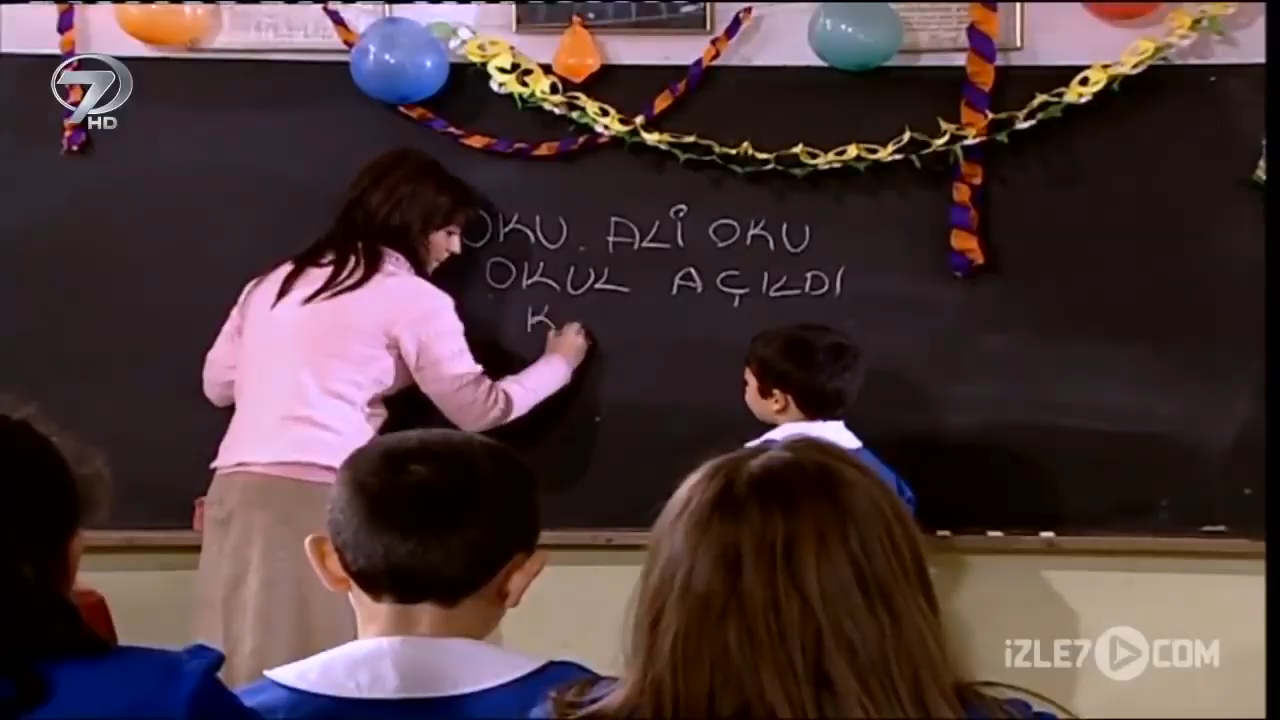 7
HD
OKU. ALİ OKU
OKUL AÇILDI
K
İZLE7 COM